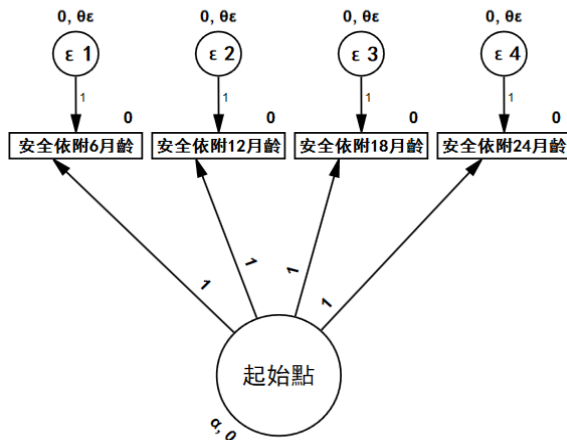 0, θε 0, θε 0, θε 0, θε
ε 1 ε 2 ε 3 ε 4
1 1 1 1
0 0 0 0
安全依附6月齡 安全依附12月齡 安全依附18月齡 安全依附24月齡
1 1 1 1
起始點
α, 0